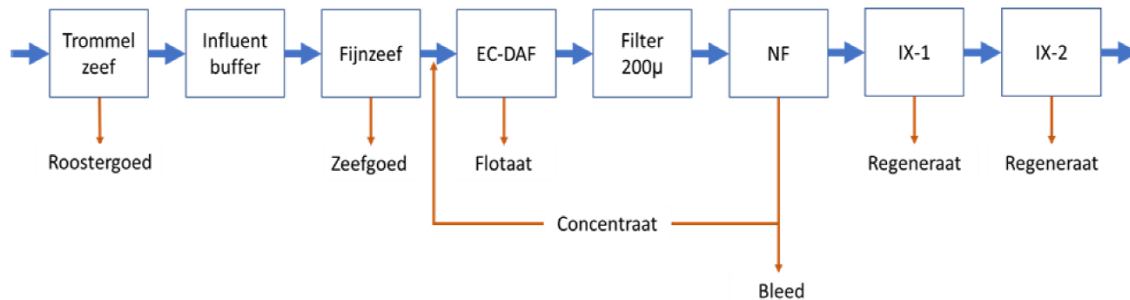 Trommel
zeef
Influent
buffer
Fijnzeef
EC-DAF
Filter
200µ
NF
IX-1
IX-2
Roostergoed
Zeefgoed
Flotaat
Regeneraat
Regeneraat
Concentraat
Bleed